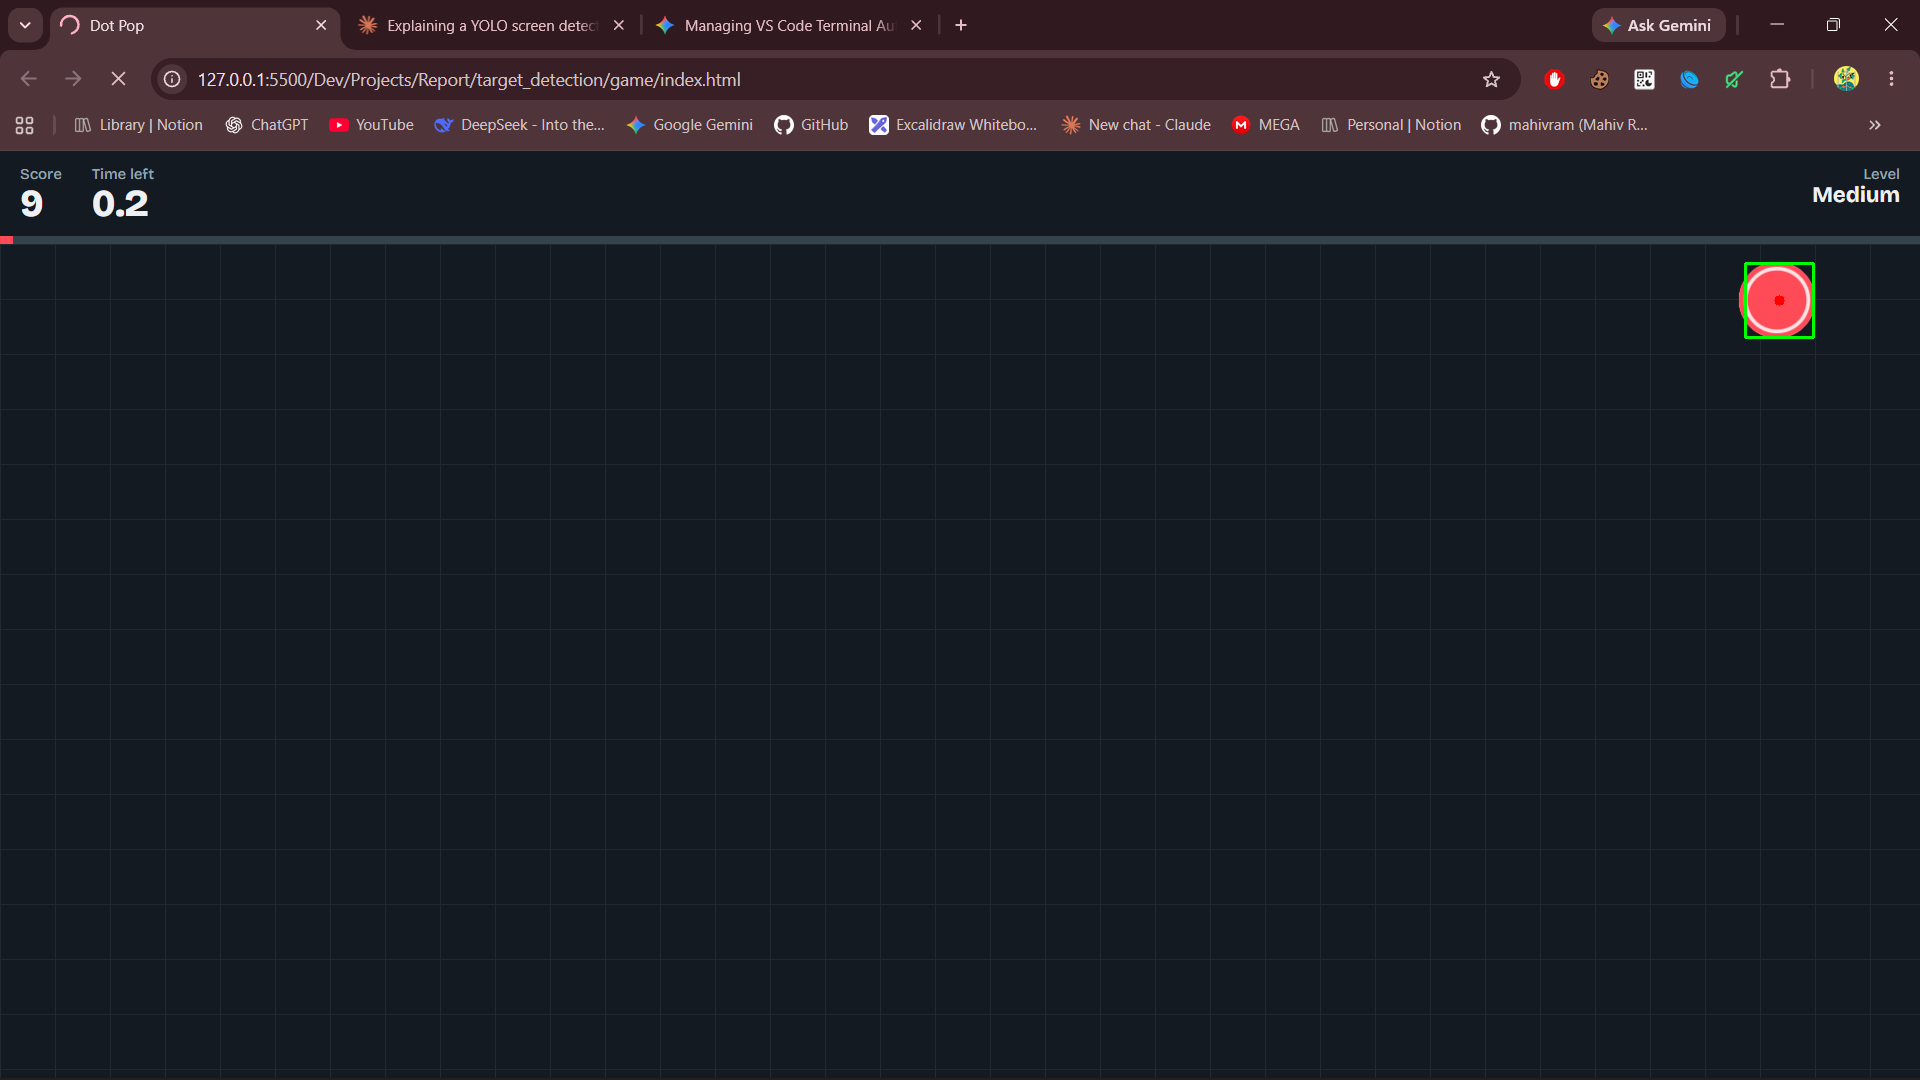 Dot Pop
Explaining a YOLO screen detec
Managing VS Code Terminal Au
Ask Gemini
127.0.0.1:5500/Dev/Projects/Report/target_detection/game/index.html
Library | Notion
ChatGPT
YouTube
DeepSeek - Into the...
Google Gemini
GitHub
Excalidraw Whitebo...
New chat - Claude
MEGA
Personal | Notion
mahivram (Mahiv R...
Score
9
Time left
0.2
Level
Medium